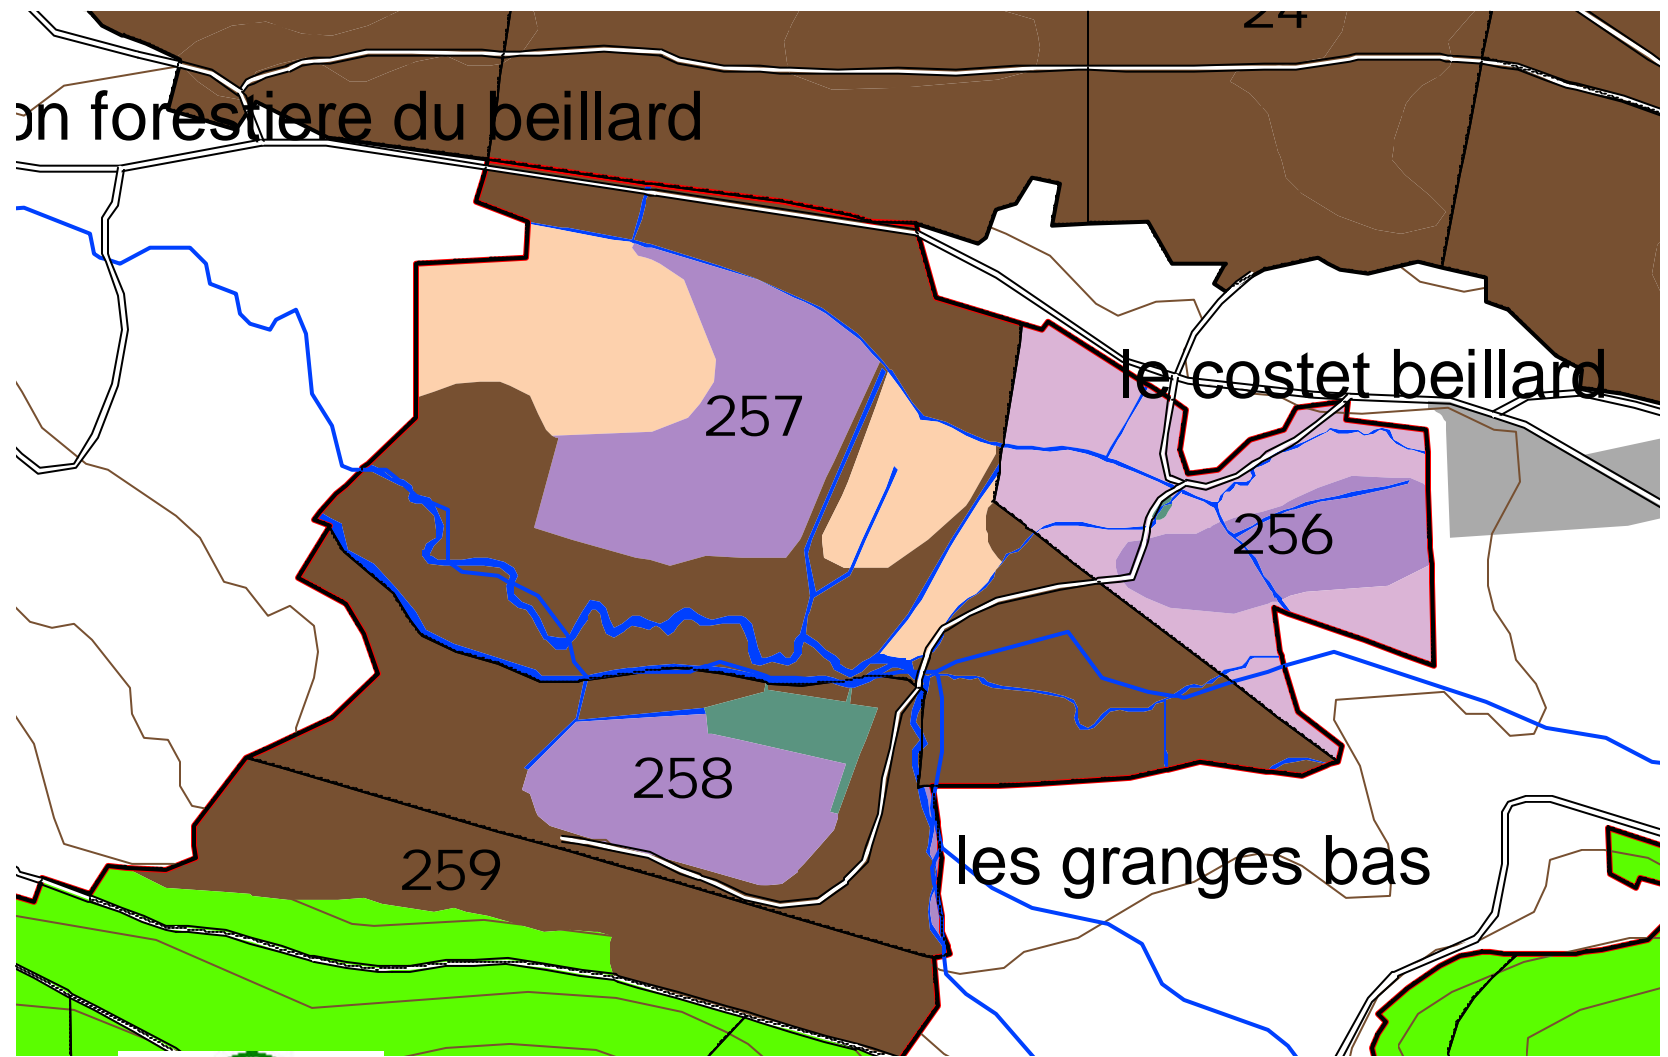 24
on forestiere du beillard
le costet beillard
257
256
258
259
les granges bas